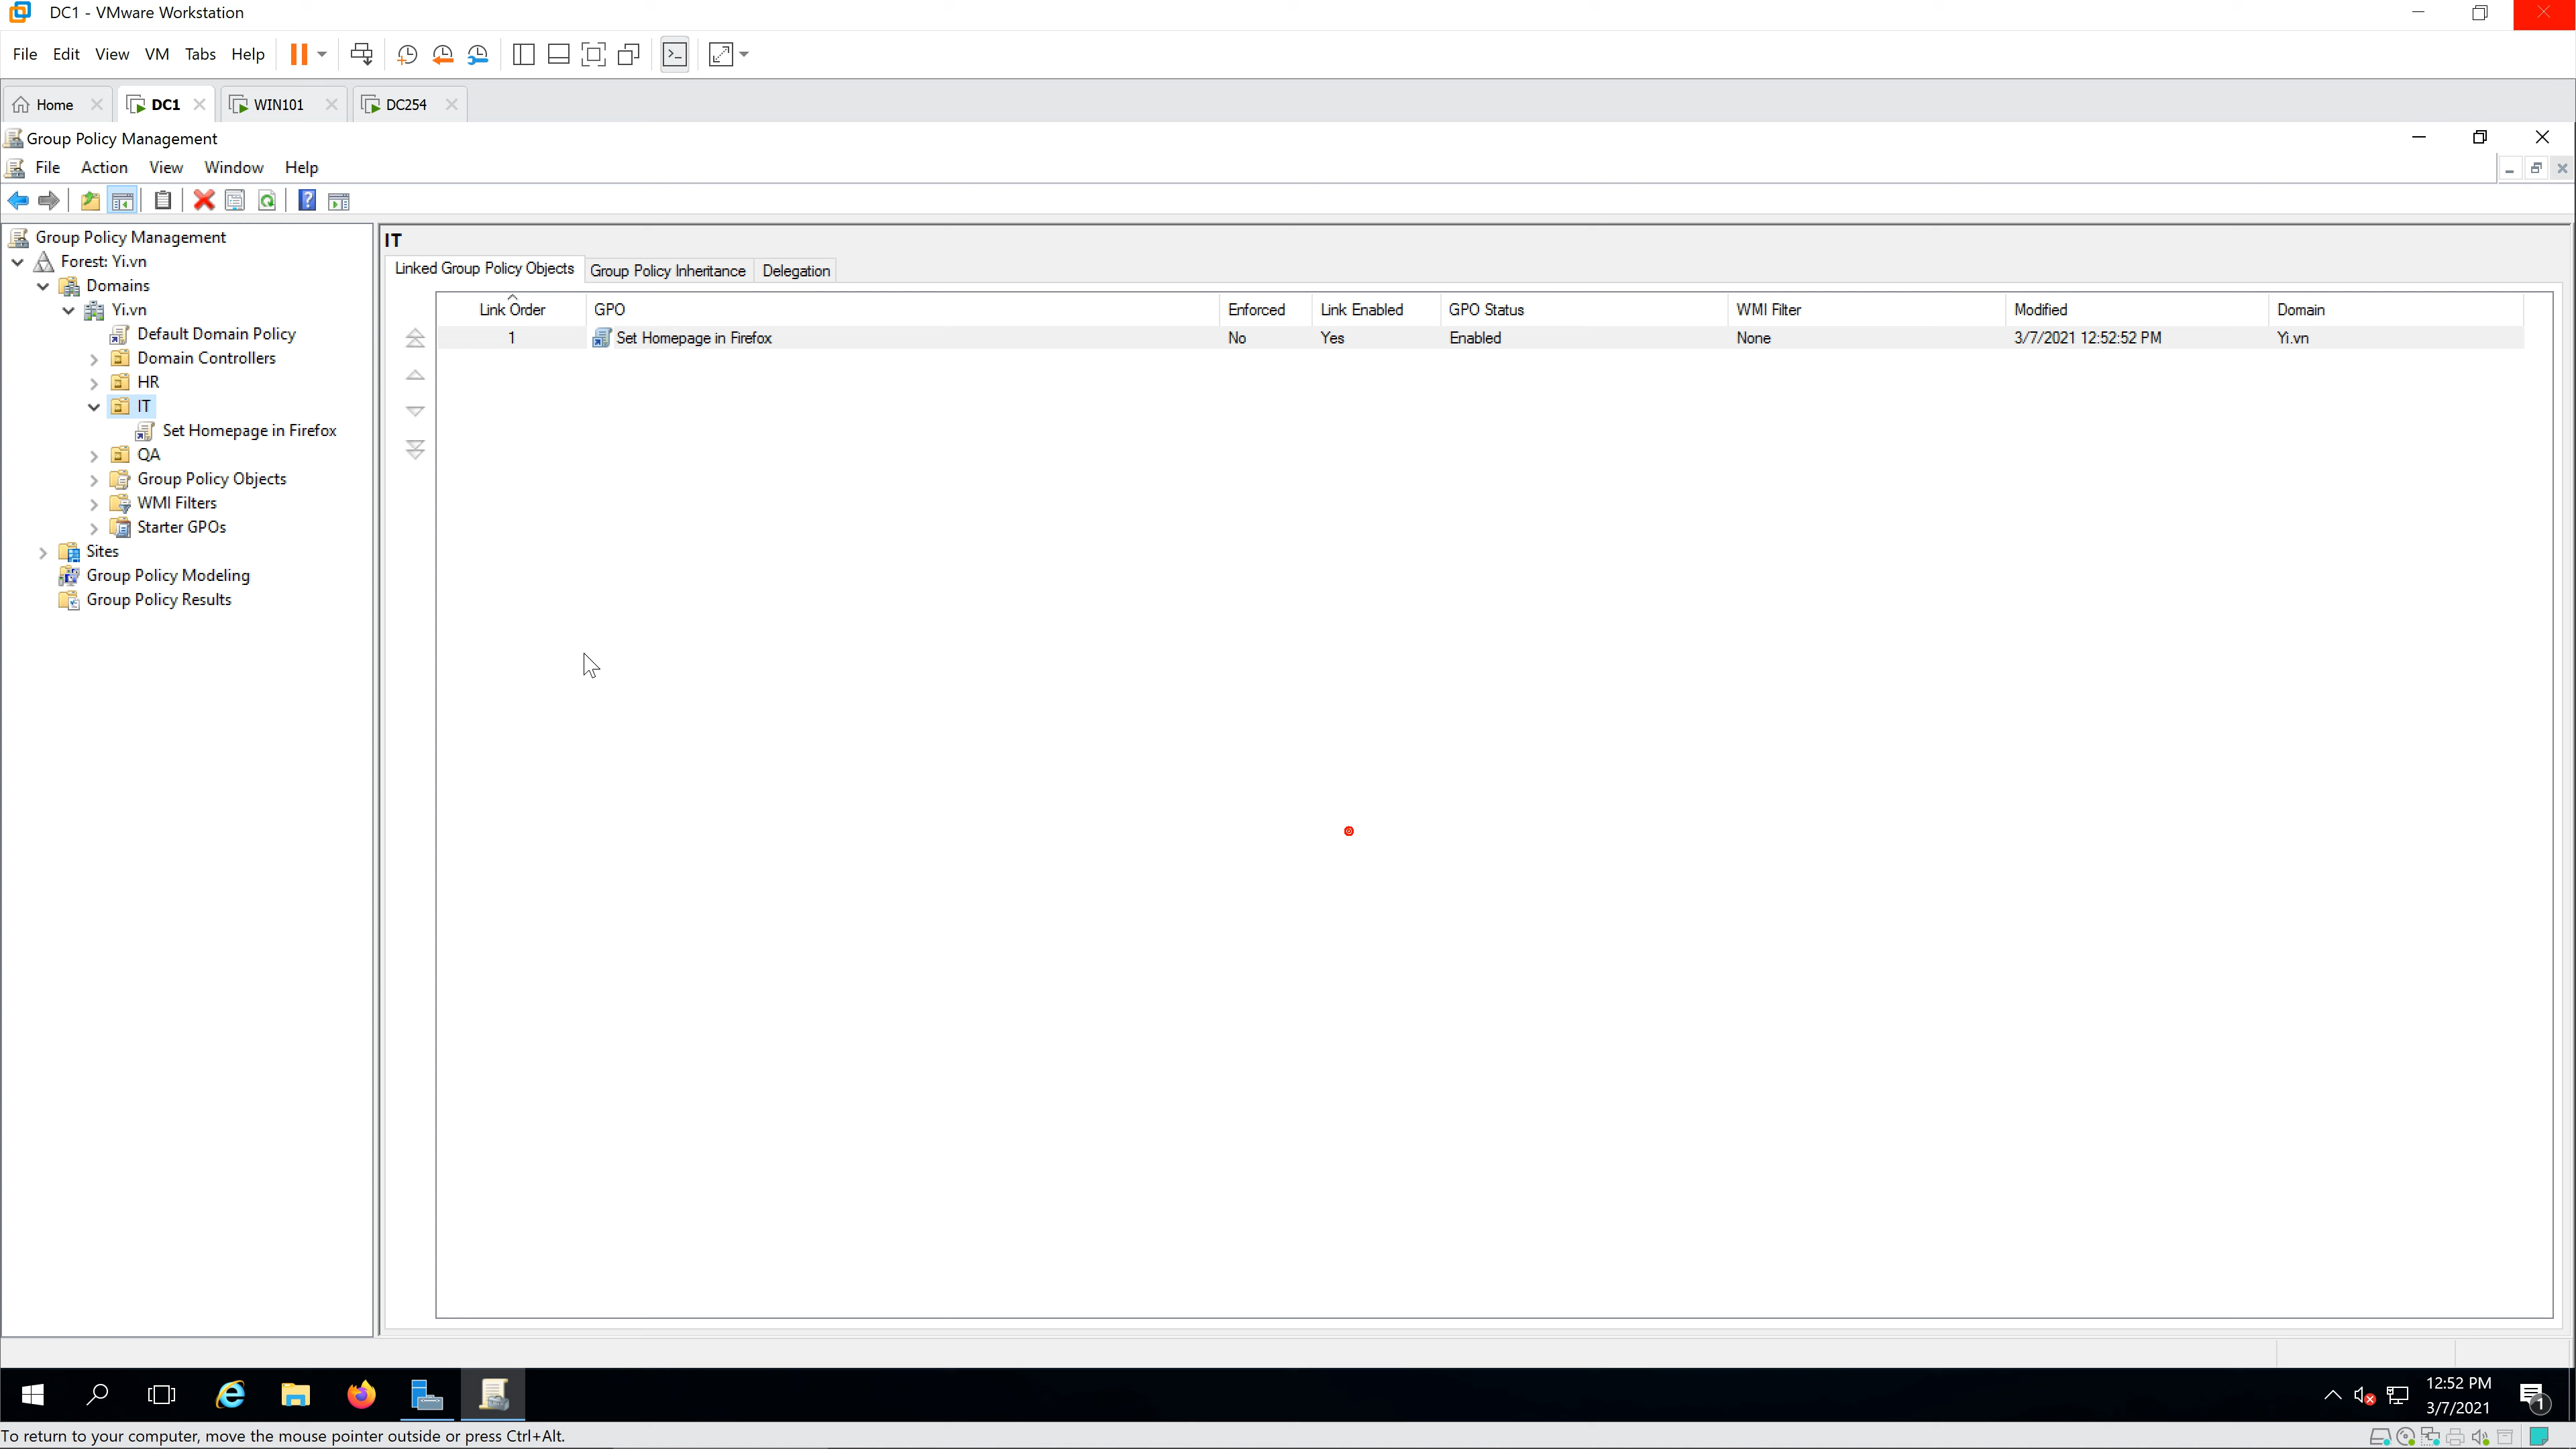 DC1 - VMware Workstation
File Edit View VM Tabs Help
Home DC1 WIN101 DC254
Group Policy Management
File Action View Window Help
Group Policy Management
Forest: Yi.vn
Domains
Yi.vn
Default Domain Policy
Domain Controllers
HR
IT
Set Homepage in Firefox
QA
Group Policy Objects
WMI Filters
Starter GPOs
Sites
Group Policy Modeling
Group Policy Results
IT
Linked Group Policy Objects Group Policy Inheritance Delegation
Link Order GPO Enforced Link Enabled GPO Status WMI Filter Modified Domain
1 Set Homepage in Firefox No Yes Enabled None 3/7/2021 12:52:52 PM Yi.vn
12:52 PM
3/7/2021
1
To return to your computer, move the mouse pointer outside or press Ctrl+Alt.